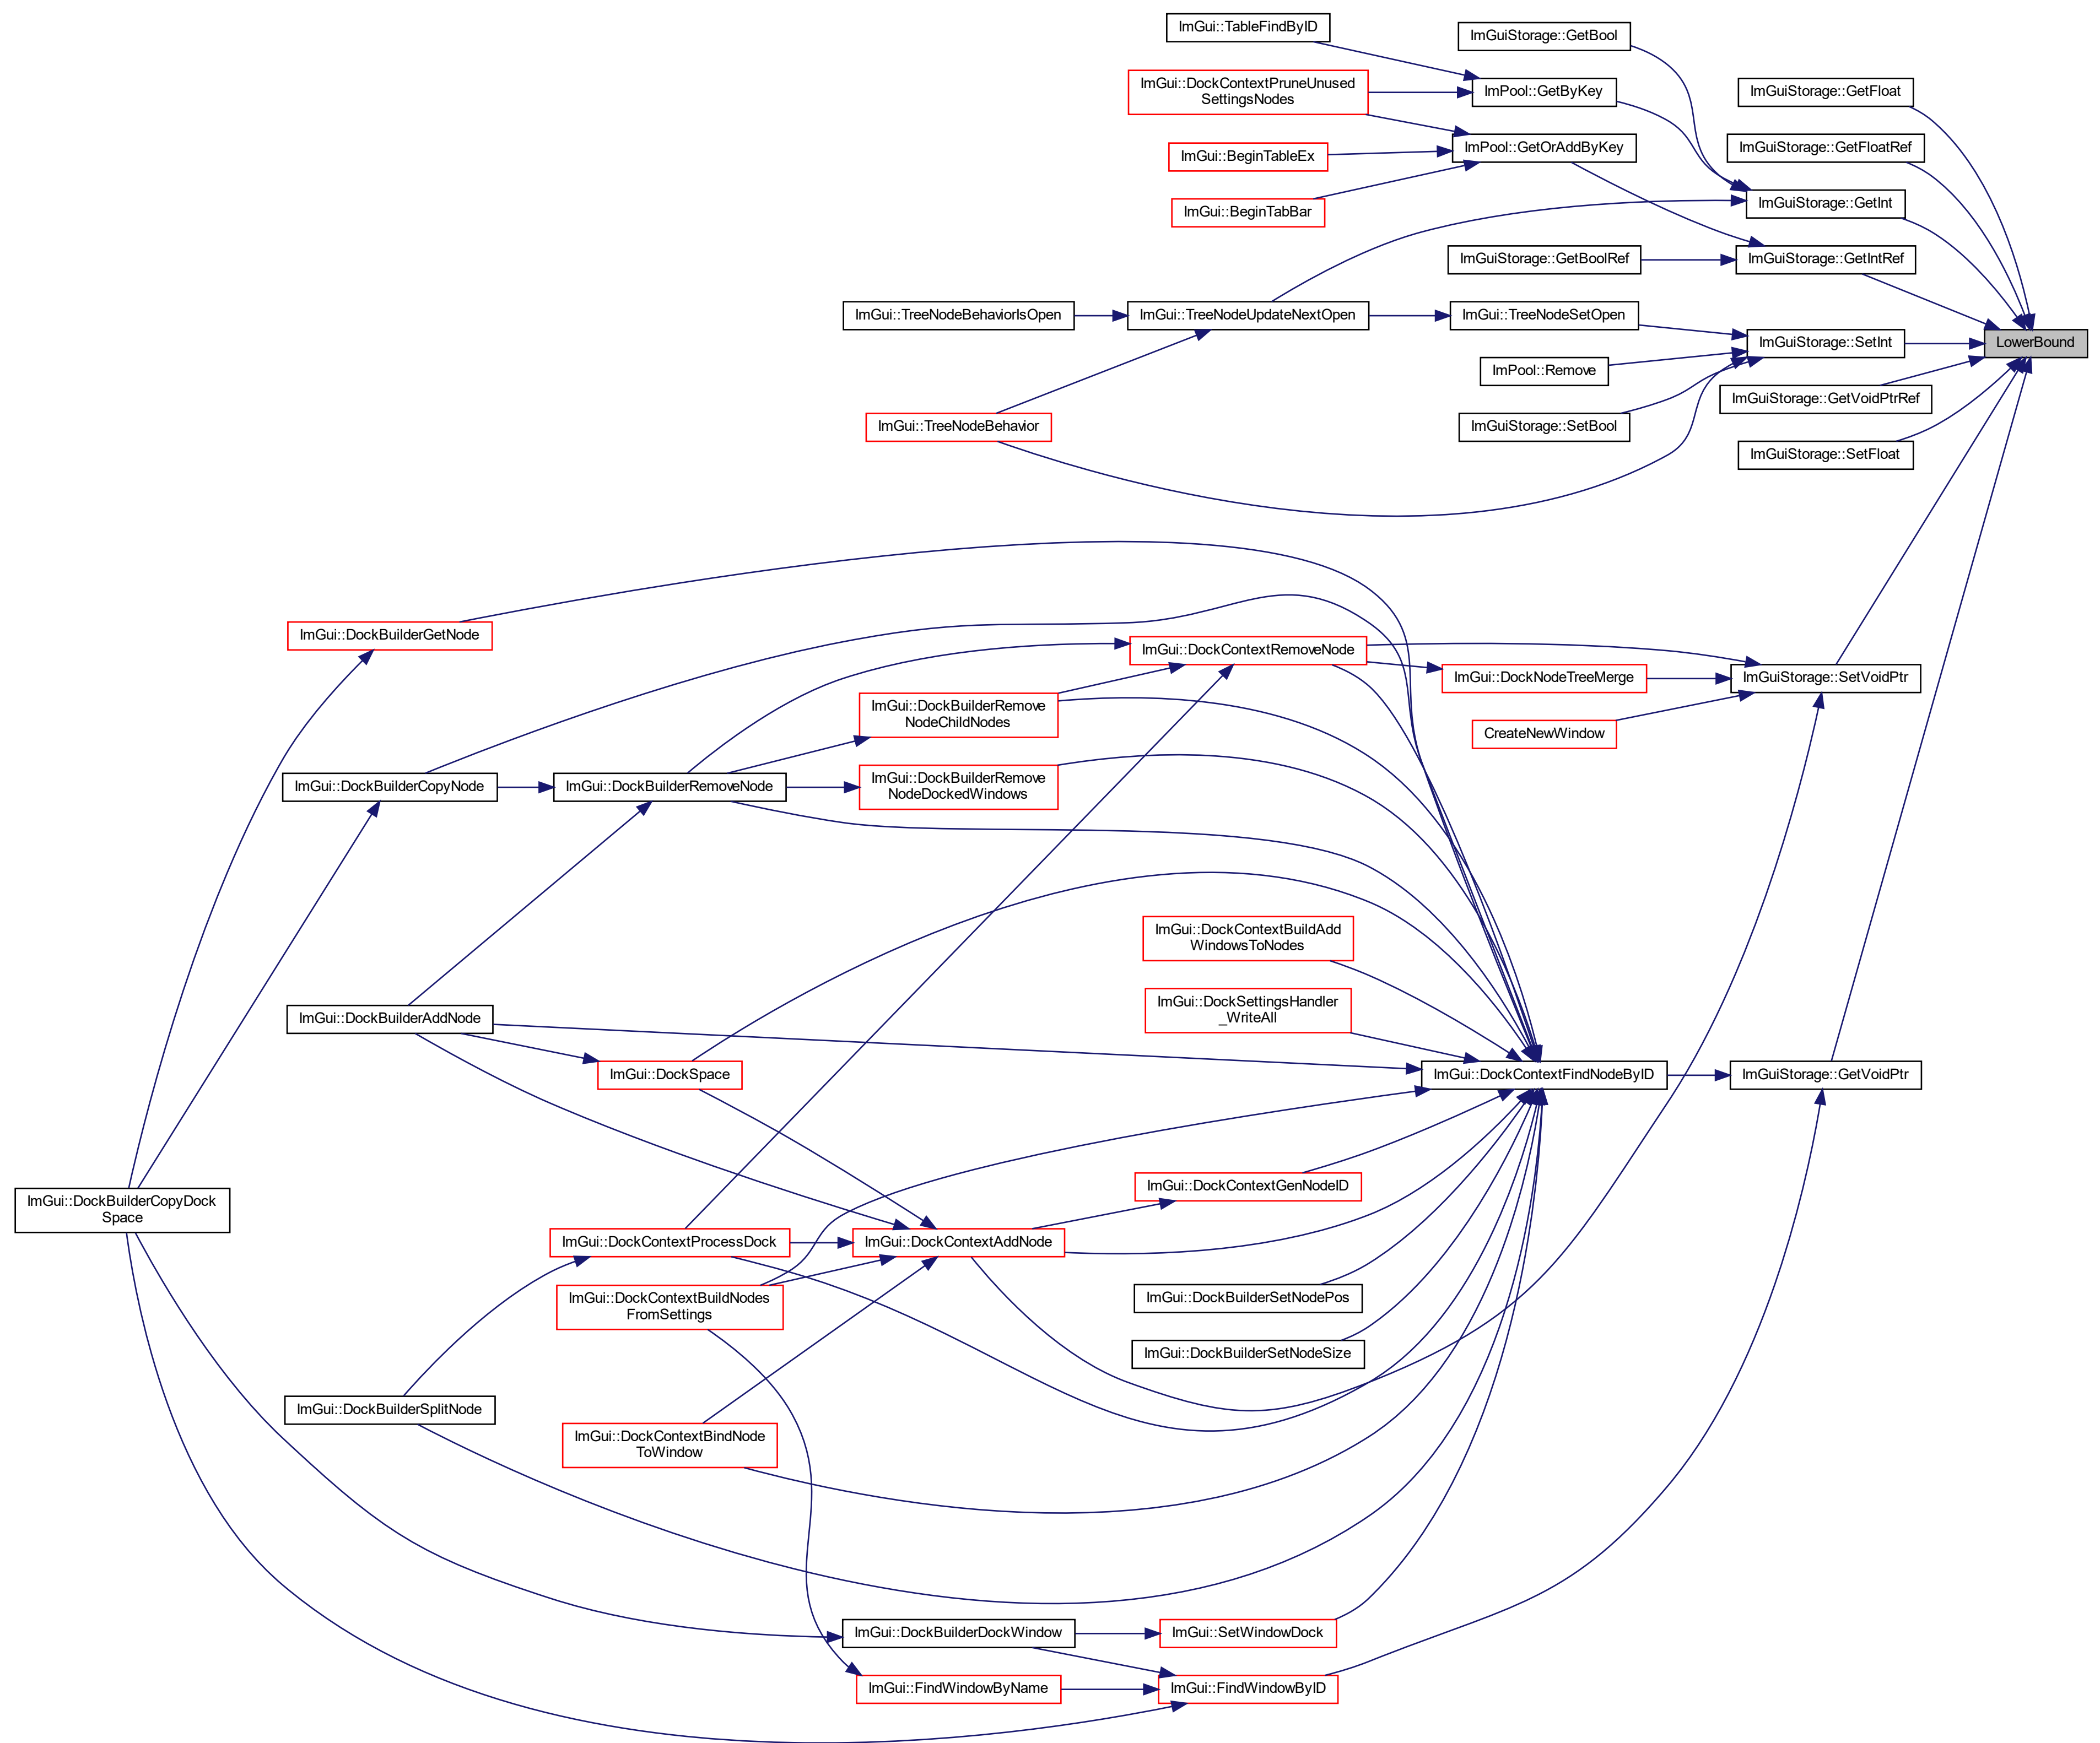 ImGui::TableFindByID
ImGuiStorage::GetBool
ImGui::DockContextPruneUnused
SettingsNodes
ImPool::GetByKey
ImGuiStorage::GetFloat
ImGui::BeginTableEx
ImPool::GetOrAddByKey
ImGuiStorage::GetFloatRef
ImGui::BeginTabBar
ImGuiStorage::GetInt
ImGuiStorage::GetBoolRef
ImGuiStorage::GetIntRef
ImGui::TreeNodeBehaviorIsOpen
ImGui::TreeNodeUpdateNextOpen
ImGui::TreeNodeSetOpen
ImGuiStorage::SetInt
LowerBound
ImPool::Remove
ImGuiStorage::GetVoidPtrRef
ImGui::TreeNodeBehavior
ImGuiStorage::SetBool
ImGuiStorage::SetFloat
ImGui::DockBuilderGetNode
ImGui::DockContextRemoveNode
ImGui::DockNodeTreeMerge
ImGuiStorage::SetVoidPtr
ImGui::DockBuilderRemove
NodeChildNodes
CreateNewWindow
ImGui::DockBuilderCopyNode
ImGui::DockBuilderRemoveNode
ImGui::DockBuilderRemove
NodeDockedWindows
ImGui::DockContextBuildAdd
WindowsToNodes
ImGui::DockSettingsHandler
_WriteAll
ImGui::DockBuilderAddNode
ImGui::DockSpace
ImGui::DockContextFindNodeByID
ImGuiStorage::GetVoidPtr
ImGui::DockContextGenNodeID
ImGui::DockBuilderCopyDock
Space
ImGui::DockContextProcessDock
ImGui::DockContextAddNode
ImGui::DockContextBuildNodes
FromSettings
ImGui::DockBuilderSetNodePos
ImGui::DockBuilderSetNodeSize
ImGui::DockBuilderSplitNode
ImGui::DockContextBindNode
ToWindow
ImGui::DockBuilderDockWindow
ImGui::SetWindowDock
ImGui::FindWindowByName
ImGui::FindWindowByID